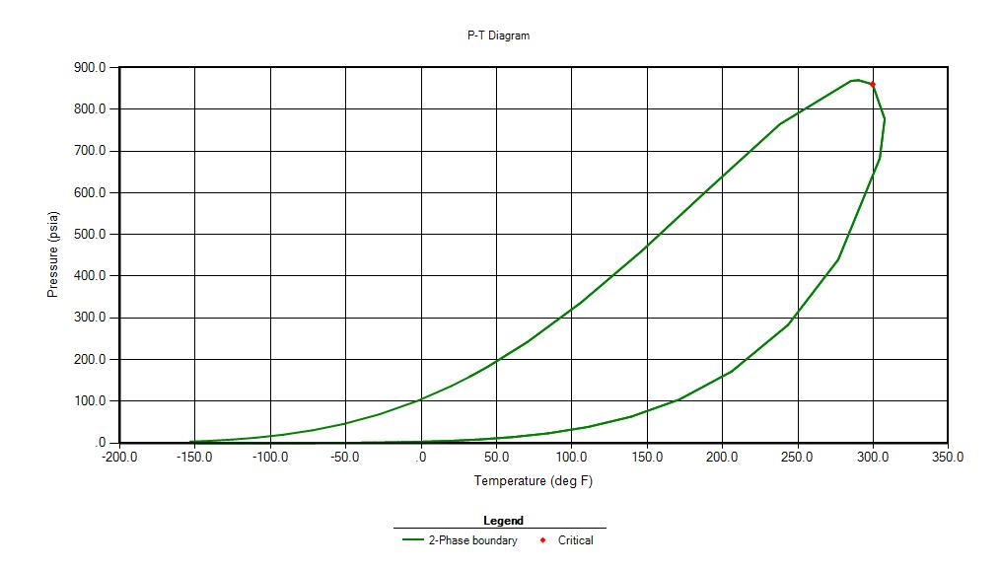 P-T Diagram
900.0
800.0
700.0
600.0
500.0
400.0
300.0
200.0
100.0
.0
Pressure (psia)
-200.0 -150.0 -100.0 -50.0 .0 50.0 100.0 150.0 200.0 250.0 300.0 350.0
Temperature (deg F)
Legend
2-Phase boundary Critical